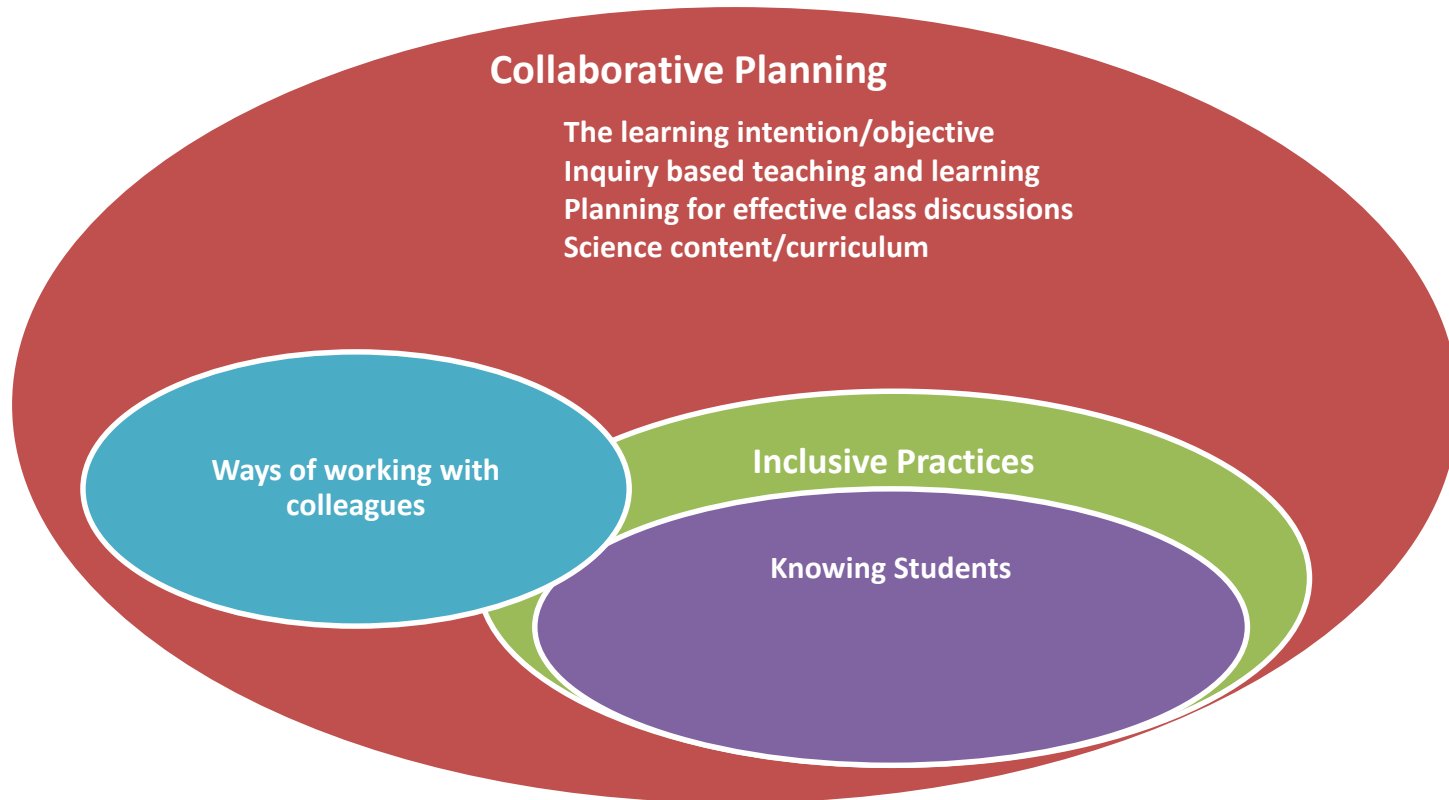 Collaborative Planning
The learning intention/objective
Inquiry based teaching and learning
Planning for effective class discussions
Science content/curriculum
Ways of working with
colleagues
Inclusive Practices
Knowing Students